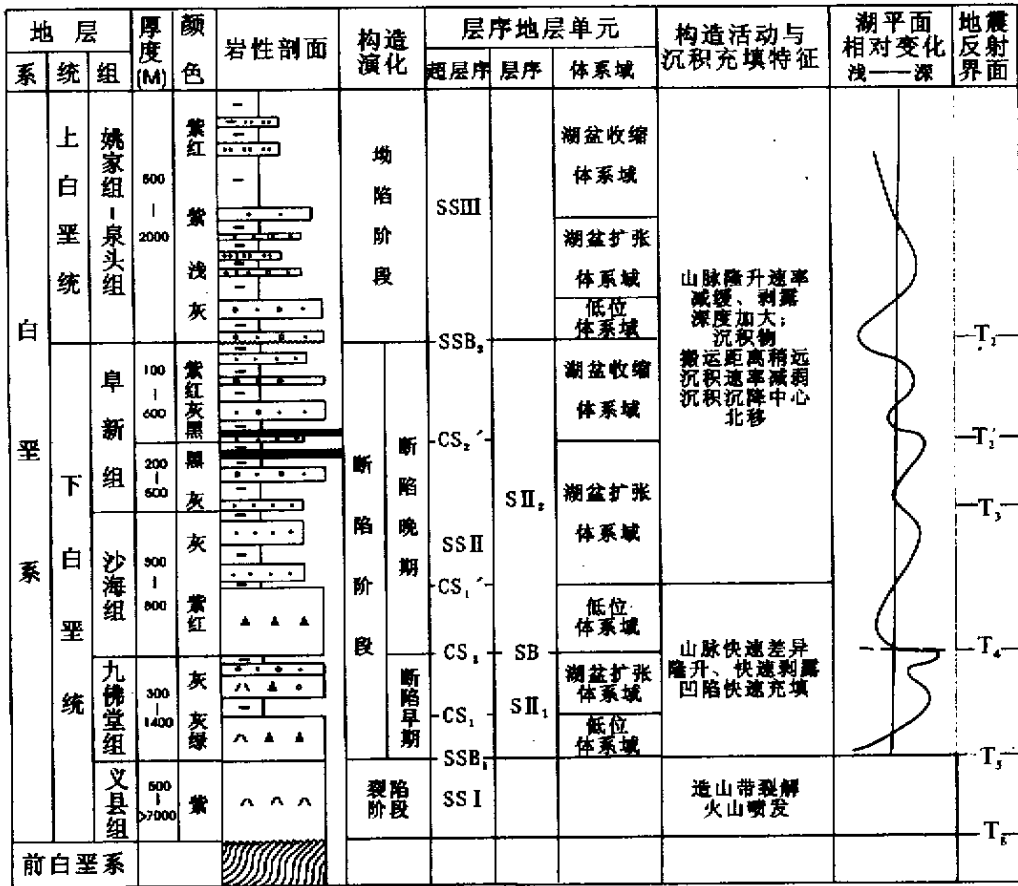 地层
厚度(M)
颜色
岩性剖面
构造演化
层序地层单元
构造活动与
沉积充填特征
湖平面
相对变化
浅——深
地震反射界面
系
统
组
超层序
层序
体系域
白垩系
上白垩统
姚家组-泉头组
500
|
2000
紫红
紫
浅
灰
坳陷阶段
SSIII
湖盆收缩
体系域
湖盆扩张
体系域
低位
体系域
山脉隆升速率
减缓、剥露
深度加大;
沉积物
搬运距离稍远
沉积速率减弱
沉积沉降中心
北移
SSB₃
T₂
下白垩统
阜新组
100
|
600
紫红灰黑
200
|
500
黑
灰
断陷阶段
断陷晚期
湖盆收缩
体系域
CS₂′
T₂′
SⅡ₂
湖盆扩张
体系域
T₃
沙海组
灰
紫红
SSⅡ
CS₁′
800
低位
体系域
CS₂
SB
T₄
山脉快速差异
隆升、快速剥露
凹陷快速充填
九佛堂组
300
|
1400
灰
灰绿
断陷早期
湖盆扩张
体系域
CS₁
SⅡ₁
低位
体系域
T₅
义县组
>7000
紫
裂陷
阶段
SSⅠ
造山带裂解
火山喷发
前白垩系